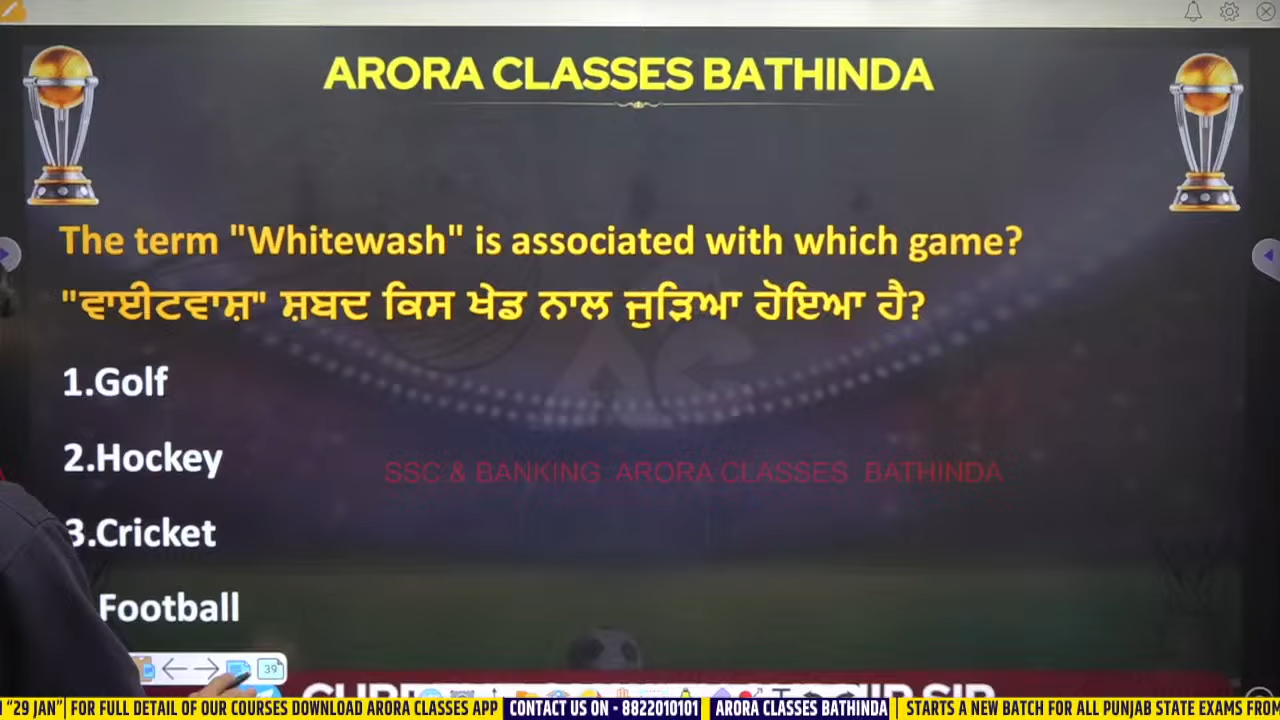 ARORA CLASSES BATHINDA
The term "Whitewash" is associated with which game?
"ਵਾਈਟਵਾਸ਼" ਸ਼ਬਦ ਕਿਸ ਖੇਡ ਨਾਲ ਜੁੜਿਆ ਹੋਇਆ ਹੈ?
1.Golf
2.Hockey
SSC & BANKING ARORA CLASSES BATHINDA
3.Cricket
.Football
39
"29 JAN" FOR FULL DETAIL OF OUR COURSES DOWNLOAD ARORA CLASSES APP CONTACT US ON - 8822010101 ARORA CLASSES BATHINDA STARTS A NEW BATCH FOR ALL PUNJAB STATE EXAMS FROM